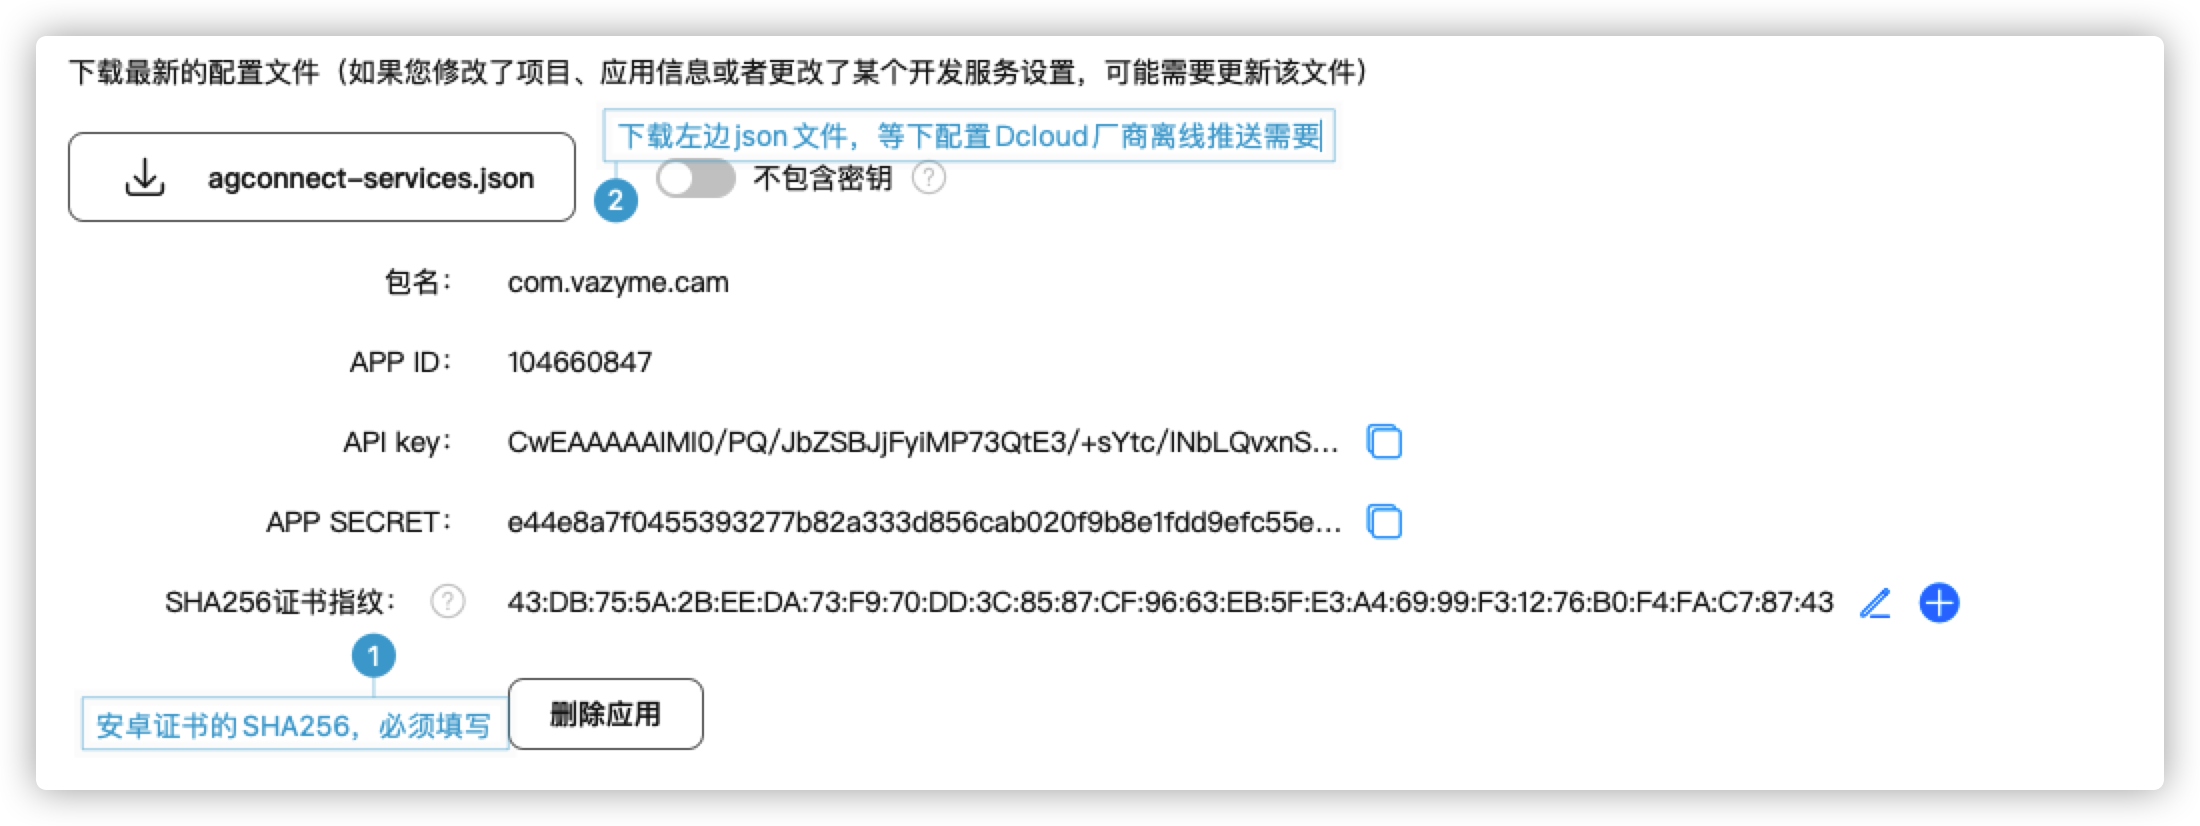 下载最新的配置文件（如果您修改了项目、应用信息或者更改了某个开发服务设置，可能需要更新该文件）
下载左边json文件，等下配置Dcloud厂商离线推送需要
agconnect-services.json
2
不包含密钥 ?
包名： com.vazyme.cam
APP ID： 104660847
API key： CwEAAAAAIMI0/PQ/JbZSBJjFyiMP73QtE3/+sYtc/INbLQvxnS...
APP SECRET： e44e8a7f0455393277b82a333d856cab020f9b8e1fdd9efc55e...
SHA256证书指纹： ? 43:DB:75:5A:2B:EE:DA:73:F9:70:DD:3C:85:87:CF:96:63:EB:5F:E3:A4:69:99:F3:12:76:B0:F4:FA:C7:87:43
1
安卓证书的SHA256，必须填写
删除应用